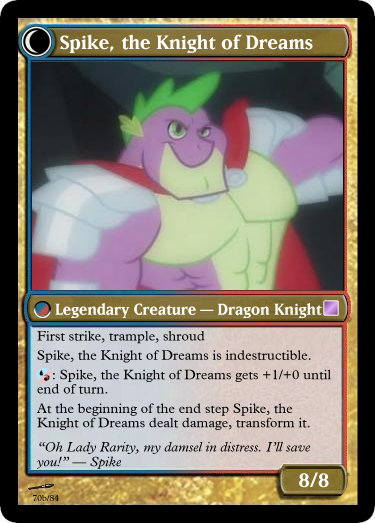 Spike, the Knight of Dreams
Legendary Creature — Dragon Knight
First strike, trample, shroud
Spike, the Knight of Dreams is indestructible.
: Spike, the Knight of Dreams gets +1/+0 until
end of turn.
At the beginning of the end step Spike, the
Knight of Dreams dealt damage, transform it.
"Oh Lady Rarity, my damsel in distress. I'll save
you!" — Spike
8/8
70b/84